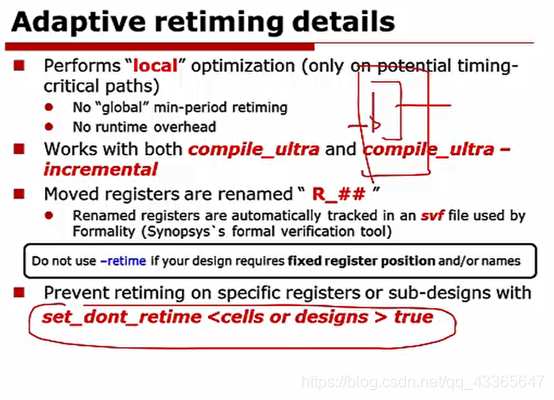 Adaptive retiming details
Performs “local” optimization (only on potential timing-
critical paths)
No “global” min-period retiming
No runtime overhead
Works with both compile_ultra and compile_ultra –
incremental
Moved registers are renamed “ R_## ”
Renamed registers are automatically tracked in an svf file used by
Formality (Synopsys`s formal verification tool)
Do not use –retime if your design requires fixed register position and/or names
Prevent retiming on specific registers or sub-designs with
set_dont_retime <cells or designs > true
https://blog.csdn.net/qq_43365647